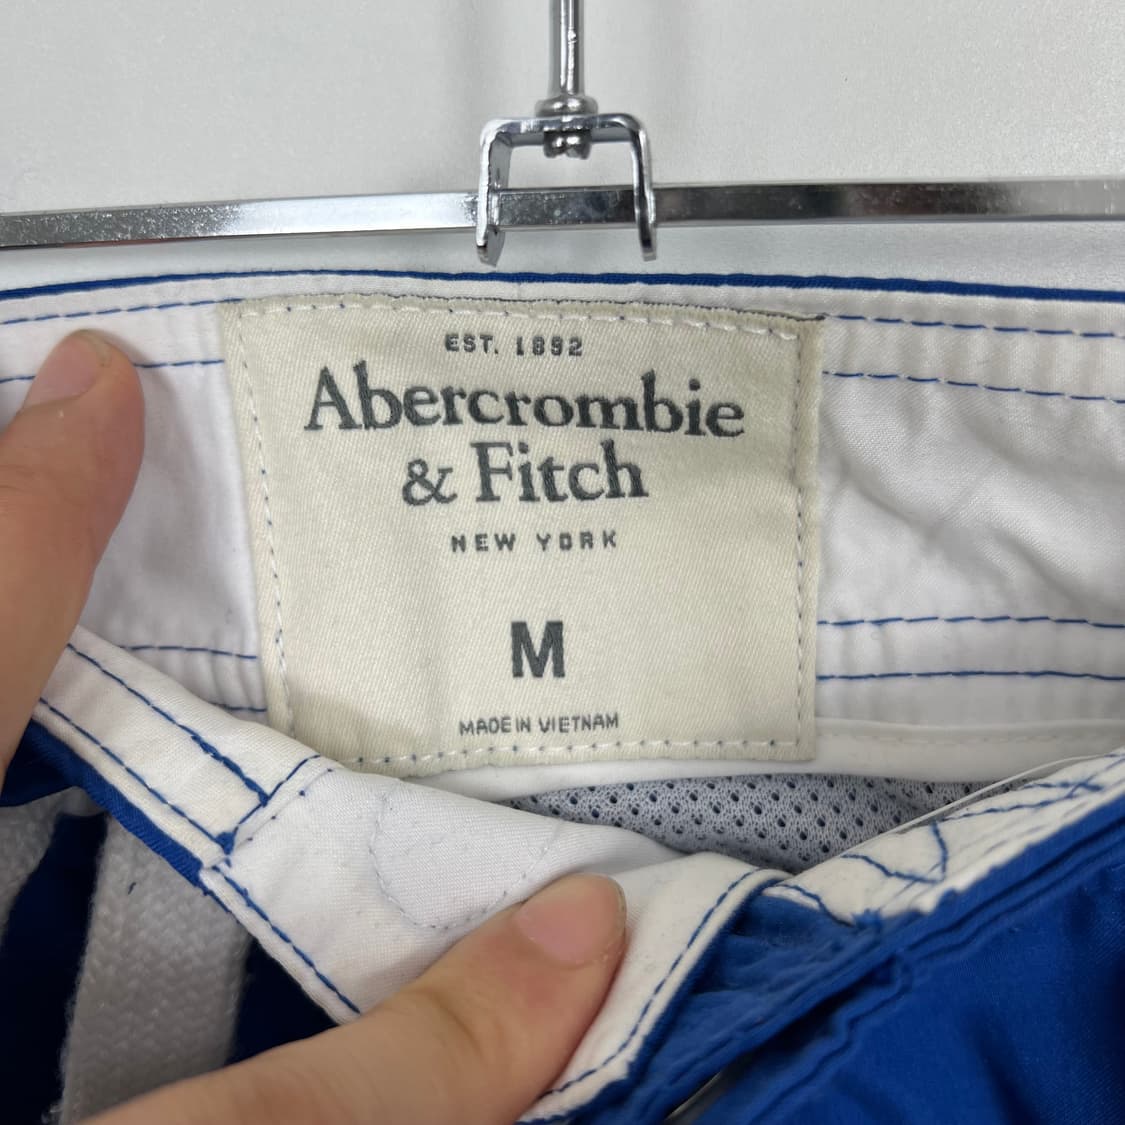 EST. 1892
Abercrombie
& Fitch
NEW YORK
M
MADE IN VIETNAM